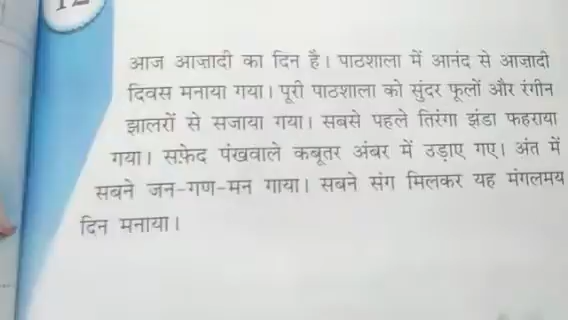 आज आज़ादी का दिन है। पाठशाला में आनंद से आज़ादी
दिवस मनाया गया। पूरी पाठशाला को सुंदर फूलों और रंगीन
झालरों से सजाया गया। सबसे पहले तिरंगा झंडा फहराया
गया। सफ़ेद पंखवाले कबूतर अंबर में उड़ाए गए। अंत में
सबने जन-गण-मन गाया। सबने संग मिलकर यह मंगलमय
दिन मनाया।